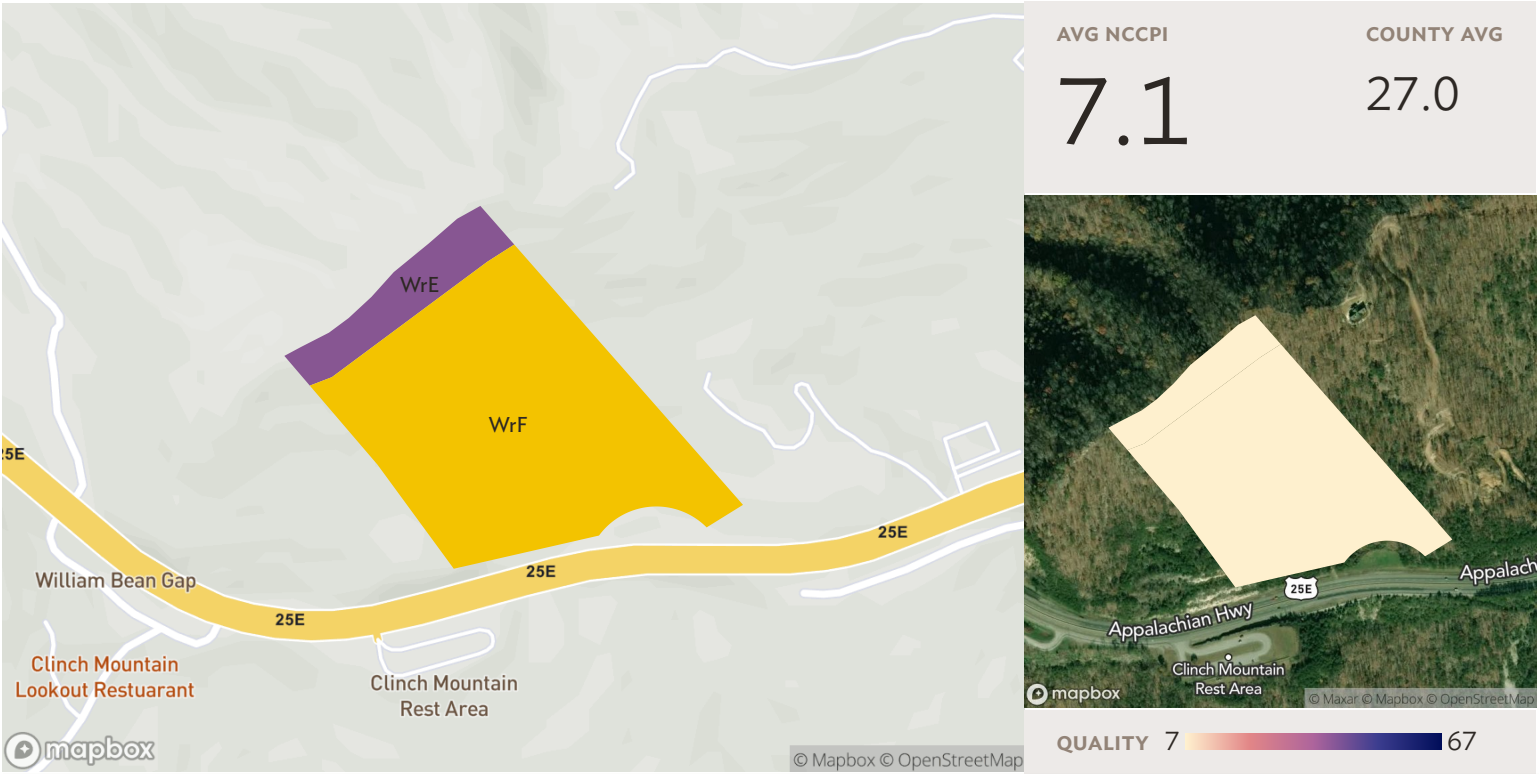 WrE
WrF
25E
25E
25E
25E
William Bean Gap
Clinch Mountain
Lookout Restuarant
Clinch Mountain
Rest Area
mapbox
© Mapbox © OpenStreetMap
AVG NCCPI
7.1
COUNTY AVG
27.0
Appalach
25E
Appalachian Hwy
Clinch Mountain
Rest Area
mapbox
© Maxar © Mapbox © OpenStreetMap
QUALITY 7 67